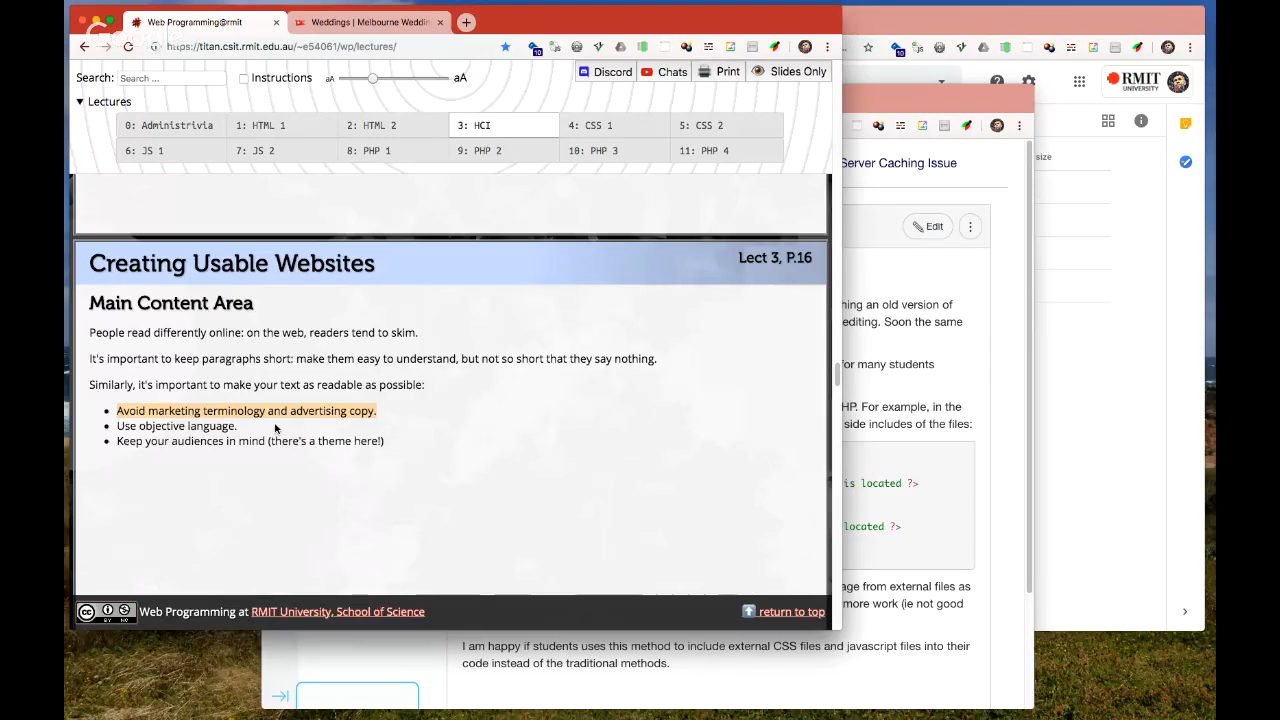 Web Programming@rmit
Weddings | Melbourne Weddin
Google
https://titan.csit.rmit.edu.au/~e54061/wp/lectures/
10
10
Search: Search ...
Instructions
aA
aA
Discord
Chats
Print
Slides Only
RMIT
UNIVERSITY
▼ Lectures
0: Administrivia
1: HTML 1
2: HTML 2
3: HCI
4: CSS 1
5: CSS 2
6: JS 1
7: JS 2
8: PHP 1
9: PHP 2
10: PHP 3
11: PHP 4
Server Caching Issue
size
Edit
Creating Usable Websites
Lect 3, P.16
Main Content Area
People read differently online: on the web, readers tend to skim.
It's important to keep paragraphs short: make them easy to understand, but not so short that they say nothing.
Similarly, it's important to make your text as readable as possible:
• Avoid marketing terminology and advertising copy.
• Use objective language.
• Keep your audiences in mind (there's a theme here!)
hing an old version of
editing. Soon the same
for many students
HP. For example, in the
side includes of the files:
is located ?>
located ?>
age from external files as
more work (ie not good
CC BY NC
Web Programming at RMIT University, School of Science
return to top
I am happy if students uses this method to include external CSS files and javascript files into their
code instead of the traditional methods.